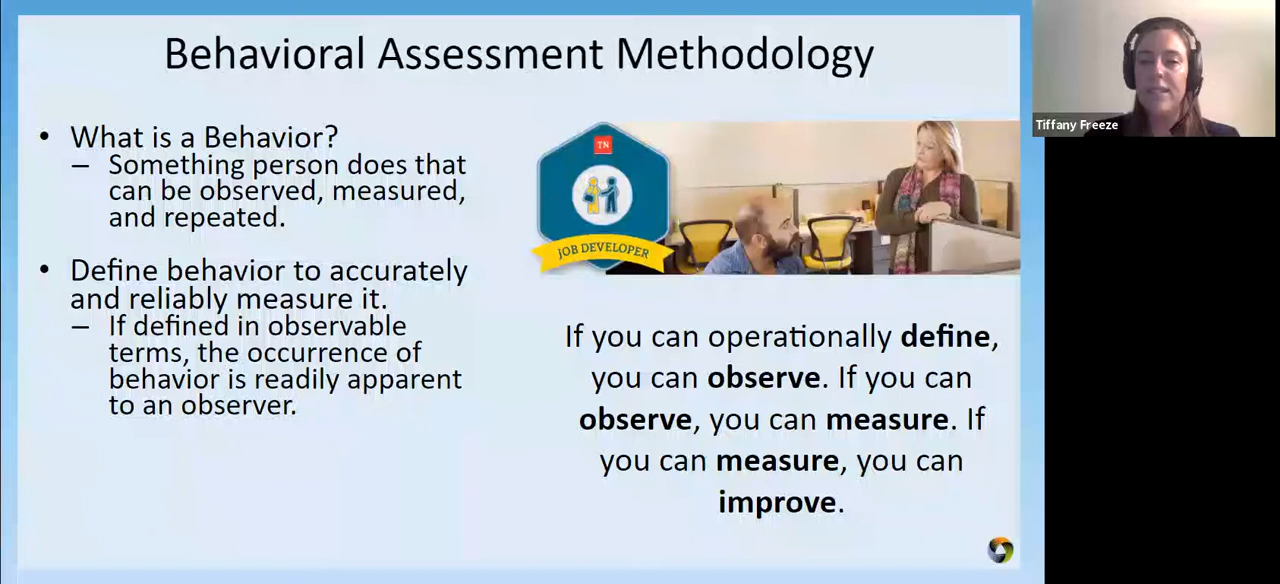 Behavioral Assessment Methodology
• What is a Behavior?
– Something person does that
can be observed, measured,
and repeated.
• Define behavior to accurately
and reliably measure it.
– If defined in observable
terms, the occurrence of
behavior is readily apparent
to an observer.
TN
JOB DEVELOPER
If you can operationally define,
you can observe. If you can
observe, you can measure. If
you can measure, you can
improve.
Tiffany Freeze